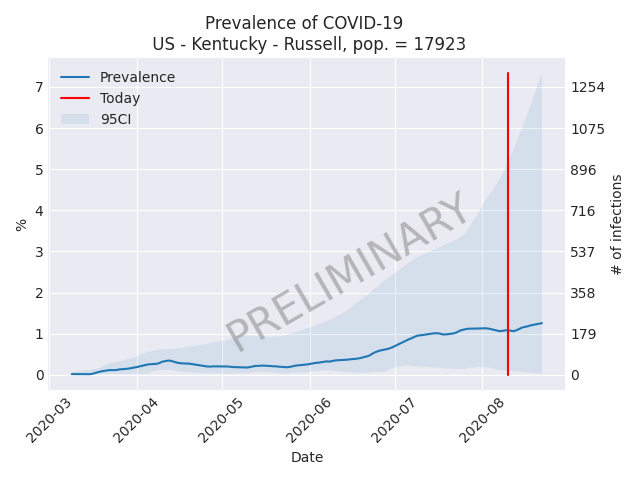 Prevalence of COVID-19
US - Kentucky - Russell, pop. = 17923
Prevalence
Today
95CI
7
6
5
4
3
2
1
0
%
1254
1075
896
716
537
358
179
0
# of infections
PRELIMINARY
2020-03
2020-04
2020-05
2020-06
2020-07
2020-08
Date